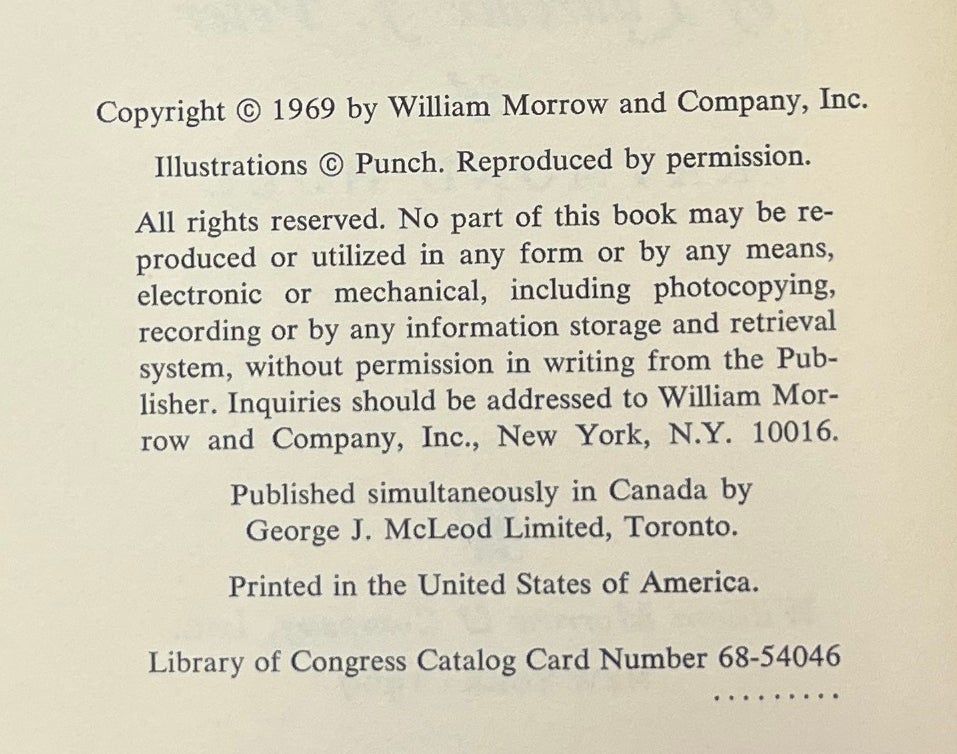 Copyright © 1969 by William Morrow and Company, Inc.
Illustrations © Punch. Reproduced by permission.
All rights reserved. No part of this book may be re-
produced or utilized in any form or by any means,
electronic or mechanical, including photocopying,
recording or by any information storage and retrieval
system, without permission in writing from the Pub-
lisher. Inquiries should be addressed to William Mor-
row and Company, Inc., New York, N.Y. 10016.
Published simultaneously in Canada by
George J. McLeod Limited, Toronto.
Printed in the United States of America.
Library of Congress Catalog Card Number 68-54046
.........